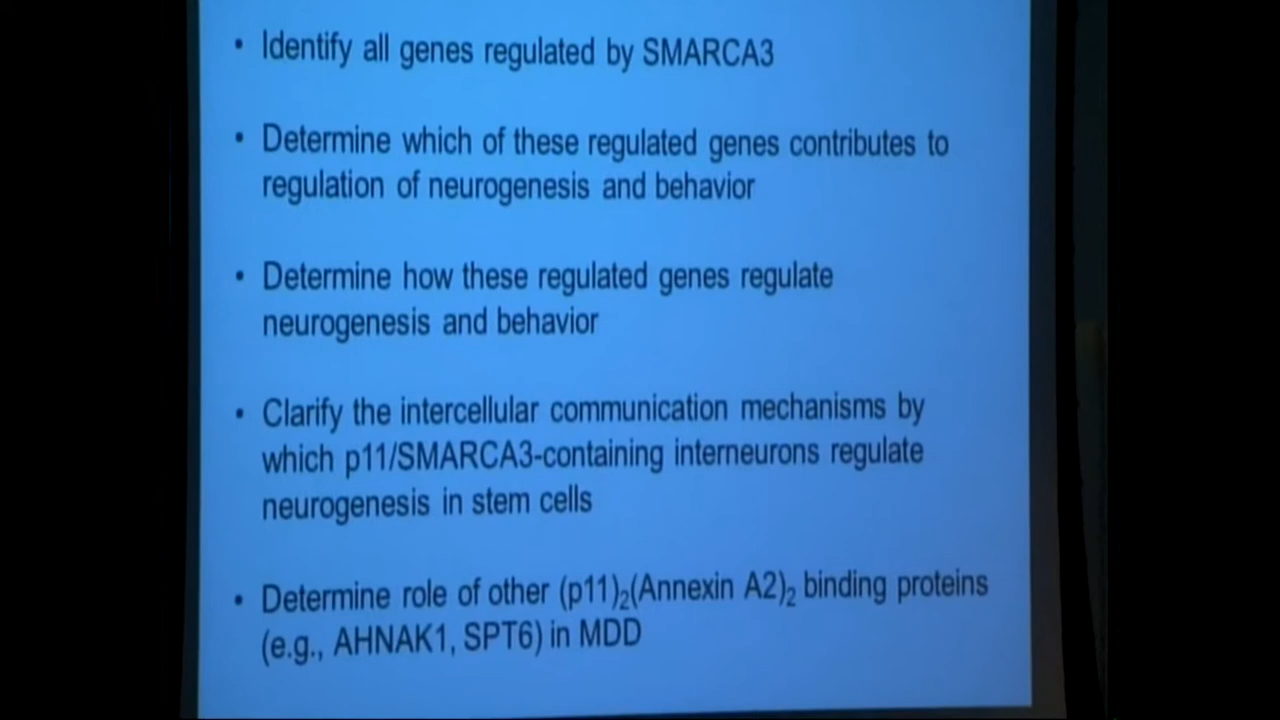 • Identify all genes regulated by SMARCA3
• Determine which of these regulated genes contributes to
regulation of neurogenesis and behavior
• Determine how these regulated genes regulate
neurogenesis and behavior
• Clarify the intercellular communication mechanisms by
which p11/SMARCA3-containing interneurons regulate
neurogenesis in stem cells
• Determine role of other (p11)₂(Annexin A2)₂ binding proteins
(e.g., AHNAK1, SPT6) in MDD